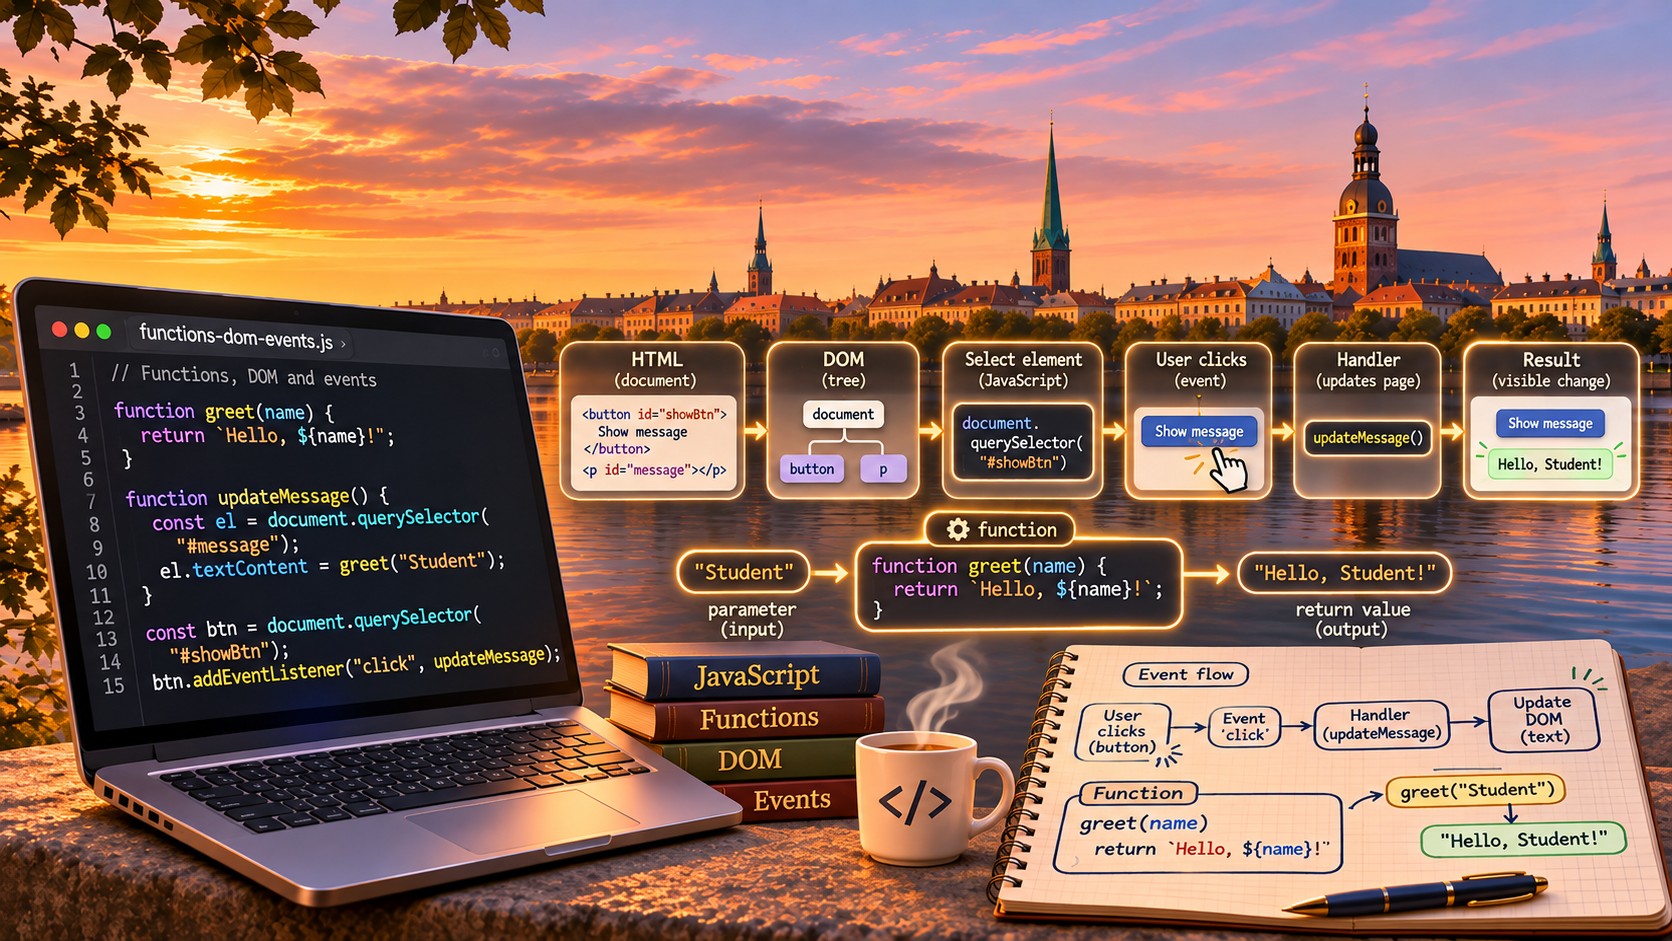 functions-dom-events.js ›
1 // Functions, DOM and events
2
3 function greet(name) {
4 return `Hello, ${name}!";
5 }
6
7 function updateMessage() {
8 const el = document.querySelector(
9 "#message");
10 el.textContent = greet("Student");
11 }
12
13 const btn = document.querySelector(
14 "#showBtn");
15 btn.addEventListener("click", updateMessage);
HTML
(document)
<button id="showBtn">
Show message
</button>
<p id="message"></p>
DOM
(tree)
document
button
p
Select element
(JavaScript)
document.
querySelector(
"#showBtn")
User clicks
(event)
Show message
Handler
(updates page)
updateMessage()
Result
(visible change)
Show message
Hello, Student!
function
"Student"
parameter
(input)
function greet(name) {
return `Hello, ${name}!`;
}
"Hello, Student!"
return value
(output)
JavaScript
Functions
DOM
Events
</>
Event flow
User
clicks
(button)
Event
'click'
Handler
(updateMessage)
Update
DOM
(text)
Function
greet(name)
return `Hello, ${name}!"
greet("Student")
"Hello, Student!"